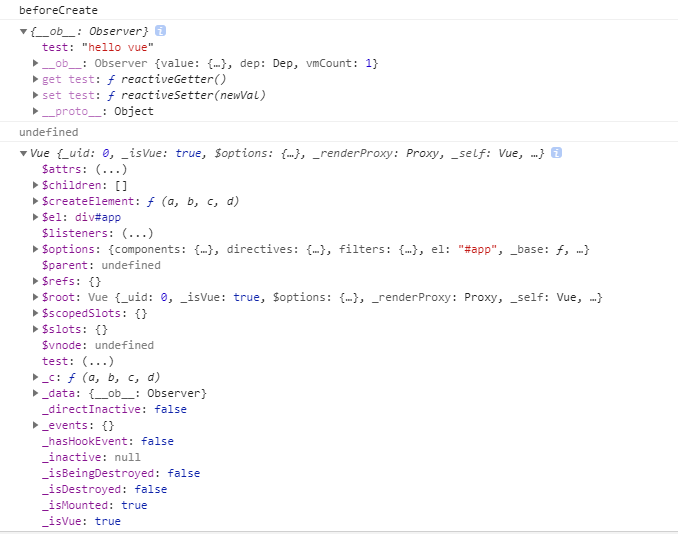 beforeCreate
▼{__ob__: Observer} i
test: "hello vue"
▶__ob__: Observer {value: {…}, dep: Dep, vmCount: 1}
▶get test: ƒ reactiveGetter()
▶set test: ƒ reactiveSetter(newVal)
▶__proto__: Object
undefined
▼Vue {_uid: 0, _isVue: true, $options: {…}, _renderProxy: Proxy, _self: Vue, …} i
$attrs: (...)
▶$children: []
▶$createElement: ƒ (a, b, c, d)
▶$el: div#app
$listeners: (...)
▶$options: {components: {…}, directives: {…}, filters: {…}, el: "#app", _base: ƒ, …}
$parent: undefined
▶$refs: {}
▶$root: Vue {_uid: 0, _isVue: true, $options: {…}, _renderProxy: Proxy, _self: Vue, …}
▶$scopedSlots: {}
▶$slots: {}
$vnode: undefined
test: (...)
▶_c: ƒ (a, b, c, d)
▶_data: {__ob__: Observer}
_directInactive: false
▶_events: {}
_hasHookEvent: false
_inactive: null
_isBeingDestroyed: false
_isDestroyed: false
_isMounted: true
_isVue: true